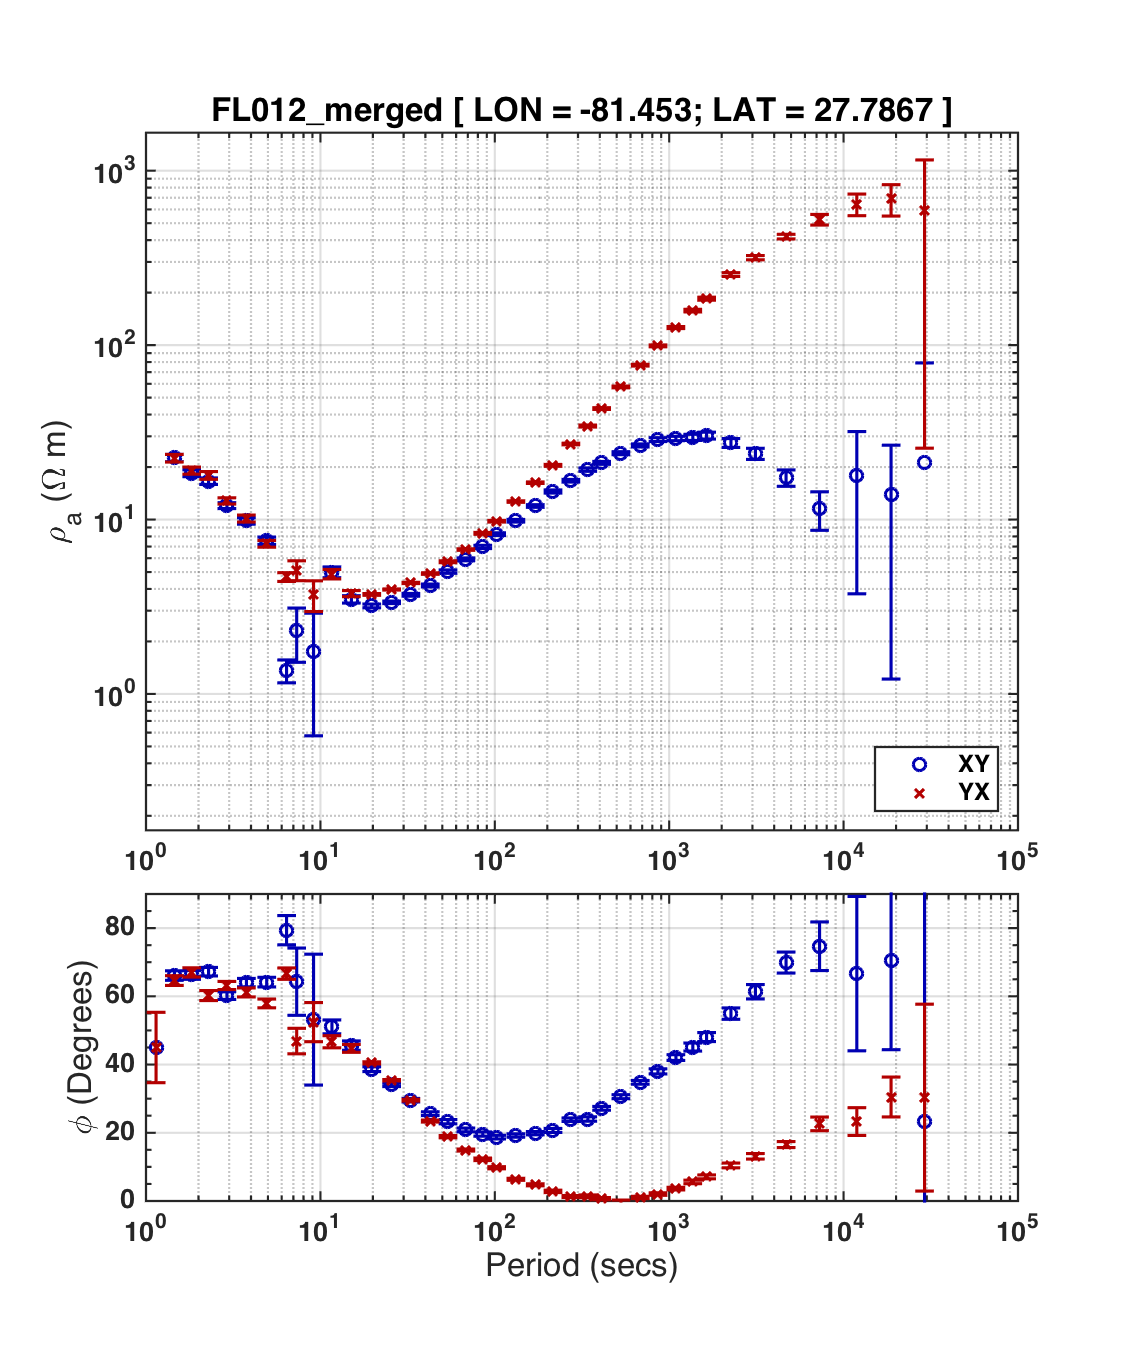 FL012_merged [ LON = -81.453; LAT = 27.7867 ]
10³
10²
10¹
10⁰
ρₐ (Ω m)
XY
YX
10⁰ 10¹ 10² 10³ 10⁴ 10⁵
80
60
40
20
0
ϕ (Degrees)
10⁰ 10¹ 10² 10³ 10⁴ 10⁵
Period (secs)